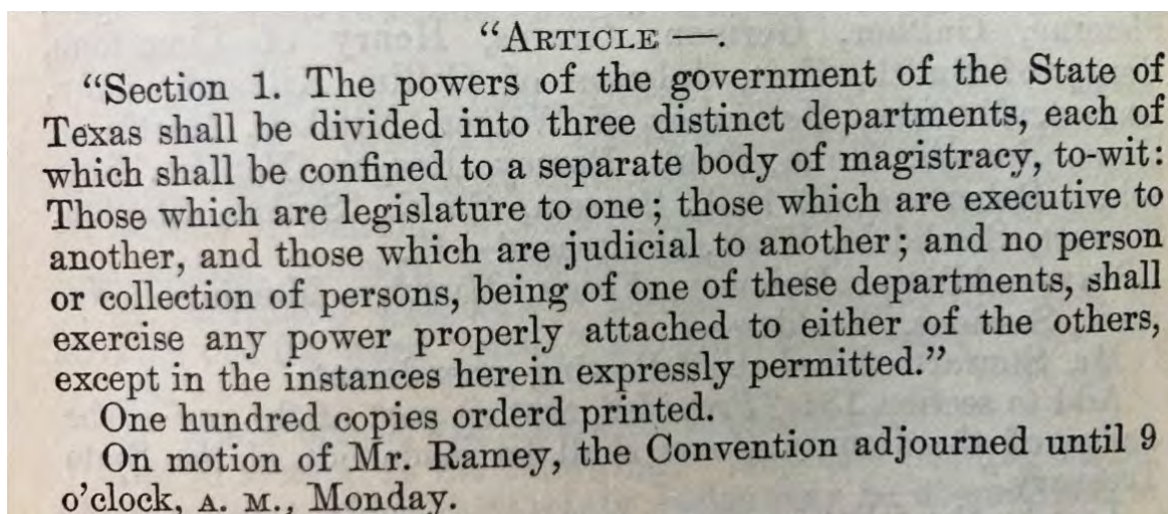 “ARTICLE —.
“Section 1. The powers of the government of the State of
Texas shall be divided into three distinct departments, each of
which shall be confined to a separate body of magistracy, to-wit:
Those which are legislature to one; those which are executive to
another, and those which are judicial to another; and no person
or collection of persons, being of one of these departments, shall
exercise any power properly attached to either of the others,
except in the instances herein expressly permitted.”
One hundred copies orderd printed.
On motion of Mr. Ramey, the Convention adjourned until 9
o’clock, A. M., Monday.